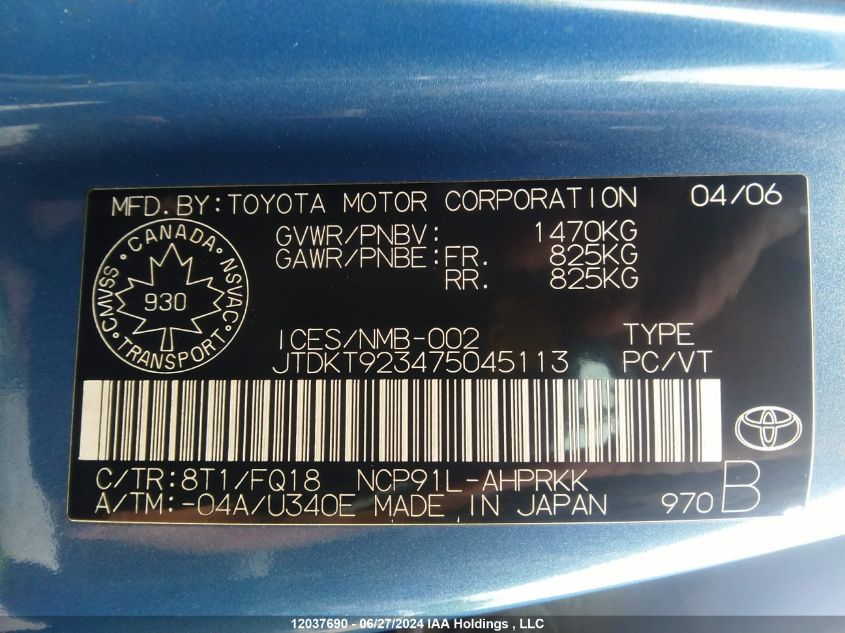 MFD.BY:TOYOTA MOTOR CORPORATION 04/06
GVWR/PNBV: 1470KG
GAWR/PNBE:FR. 825KG
RR. 825KG
CANADA
CMVSS NSVAC
930
TRANSPORT
ICES/NMB-002 TYPE
JTDKT923475045113 PC/VT
C/TR:8T1/FQ18 NCP91L-AHPRKK
A/TM:-04A/U340E MADE IN JAPAN 970 B
12037690 - 06/27/2024 IAA Holdings , LLC